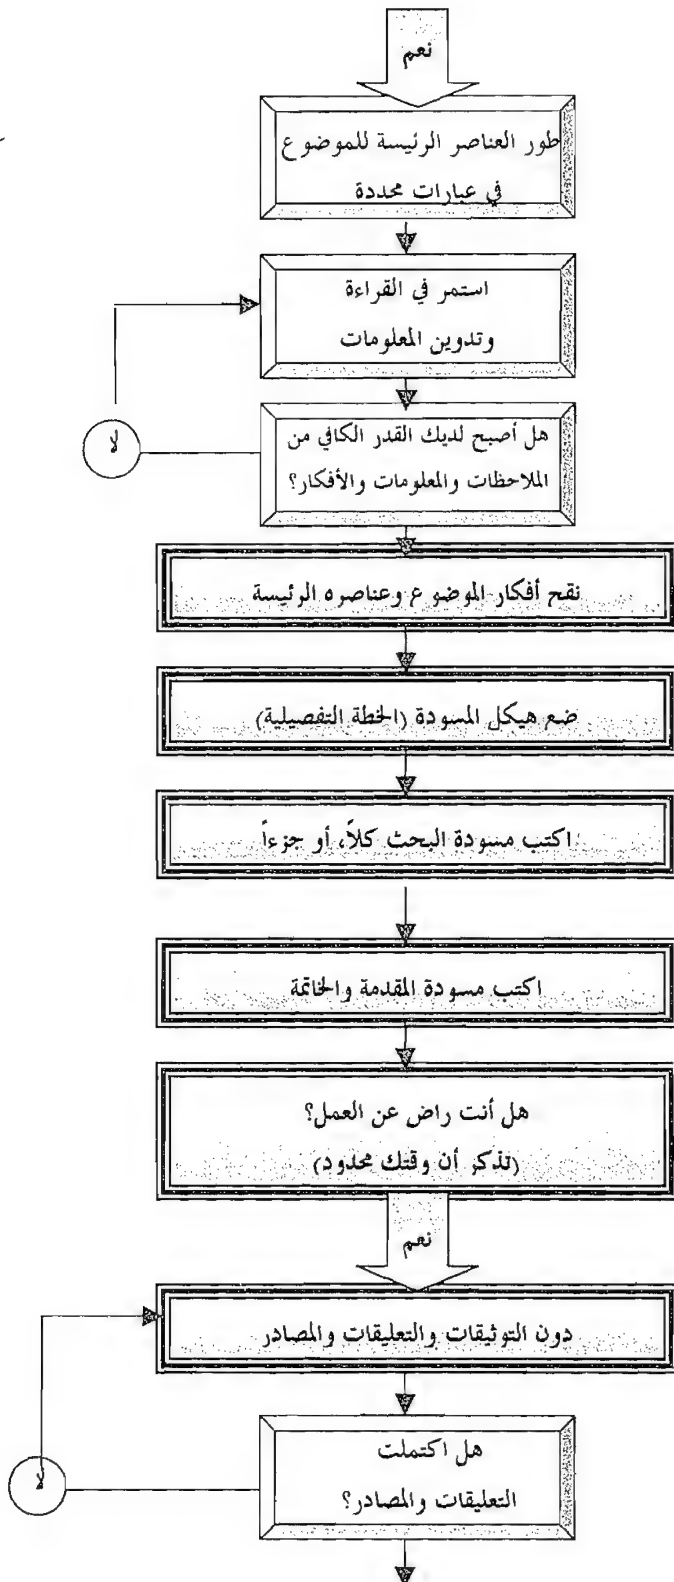 نعم
طور العناصر الرئيسة للموضوع
في عبارات محددة
استمر في القراءة
وتدوين المعلومات
هل أصبح لديك القدر الكافي من
الملاحظات والمعلومات والأفكار؟
لا
نقح أفكار الموضوع وعناصره الرئيسة
ضع هيكل المسودة (الخطة التفصيلية)
اكتب مسودة البحث كلاً، أو جزءاً
اكتب مسودة المقدمة والخاتمة
هل أنت راض عن العمل؟
(تذكر أن وقتك محدود)
نعم
دون التوثيقات والتعليقات والمصادر
هل اكتملت
التعليقات والمصادر؟
لا